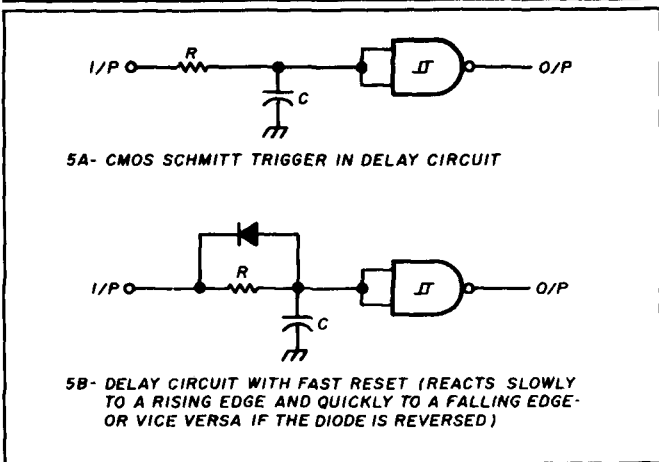 I/P
R
C
O/P
5A- CMOS SCHMITT TRIGGER IN DELAY CIRCUIT
I/P
R
C
O/P
5B- DELAY CIRCUIT WITH FAST RESET (REACTS SLOWLY
TO A RISING EDGE AND QUICKLY TO A FALLING EDGE-
OR VICE VERSA IF THE DIODE IS REVERSED)